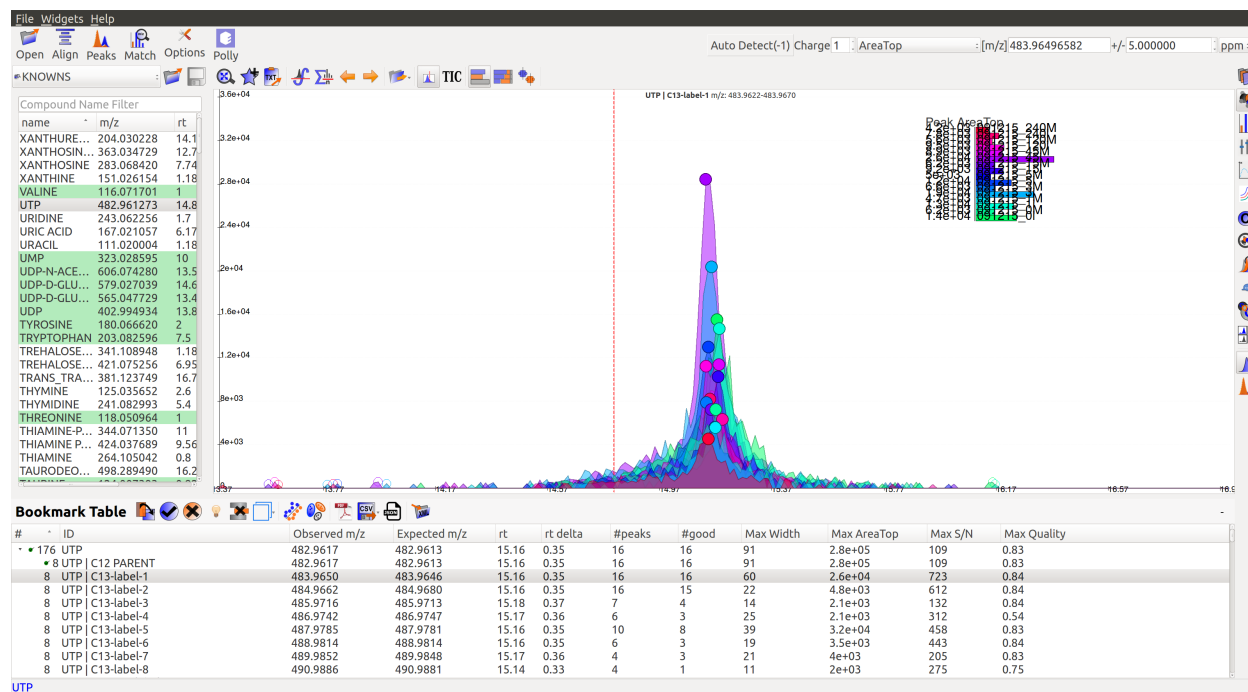 File Widgets Help
Open Align Peaks Match Options Polly
Auto Detect(-1) Charge 1 AreaTop [m/z] 483.96496582 +/- 5.000000 ppm
KNOWNS TIC
Compound Name Filter
name m/z rt
XANTHURE... 204.030228 14.1
XANTHOSIN... 363.034729 12.7
XANTHOSINE 283.068420 7.74
XANTHINE 151.026154 1.18
VALINE 116.071701 1
UTP 482.961273 14.8
URIDINE 243.062256 1.7
URIC ACID 167.021057 6.17
URACIL 111.020004 1.18
UMP 323.028595 10
UDP-N-ACE... 606.074280 13.5
UDP-D-GLU... 579.027039 14.6
UDP-D-GLU... 565.047729 13.4
UDP 402.994934 13.8
TYROSINE 180.066620 2
TRYPTOPHAN 203.082596 7.5
TREHALOSE... 341.108948 1.18
TREHALOSE... 421.075256 6.95
TRANS_TRA... 381.123749 16.7
THYMINE 125.035652 2.6
THYMIDINE 241.082993 5.4
THREONINE 118.050964 1
THIAMINE-P... 344.071350 11
THIAMINE P... 424.037689 9.56
THIAMINE 264.105042 0.8
TAURODEO... 498.289490 16.2
UTP | C13-label-1 m/z: 483.9622-483.9670
Peak AreaTop
3.6e+04
3.2e+04
2.8e+04
2.4e+04
2e+04
1.6e+04
1.2e+04
8e+03
4e+03
13.37 13.77 14.17 14.57 14.97 15.37 15.77 16.17 16.57 16.9
Bookmark Table PDF CSV JSON
# ID Observed m/z Expected m/z rt rt delta #peaks #good Max Width Max AreaTop Max S/N Max Quality
176 UTP 482.9617 482.9613 15.16 0.35 16 16 91 2.8e+05 109 0.83
8 UTP | C12 PARENT 482.9617 482.9613 15.16 0.35 16 16 91 2.8e+05 109 0.83
8 UTP | C13-label-1 483.9650 483.9646 15.16 0.35 16 16 60 2.6e+04 723 0.84
8 UTP | C13-label-2 484.9662 484.9680 15.16 0.35 16 15 22 4.8e+03 612 0.84
8 UTP | C13-label-3 485.9716 485.9713 15.18 0.37 7 4 14 2.1e+03 132 0.84
8 UTP | C13-label-4 486.9742 486.9747 15.17 0.36 6 3 25 2.1e+03 312 0.54
8 UTP | C13-label-5 487.9785 487.9781 15.16 0.35 10 8 39 3.2e+04 458 0.83
8 UTP | C13-label-6 488.9814 488.9814 15.16 0.35 6 3 19 3.5e+03 443 0.84
8 UTP | C13-label-7 489.9852 489.9848 15.17 0.36 4 3 21 4e+03 205 0.83
8 UTP | C13-label-8 490.9886 490.9881 15.14 0.33 4 1 11 2e+03 275 0.75
UTP